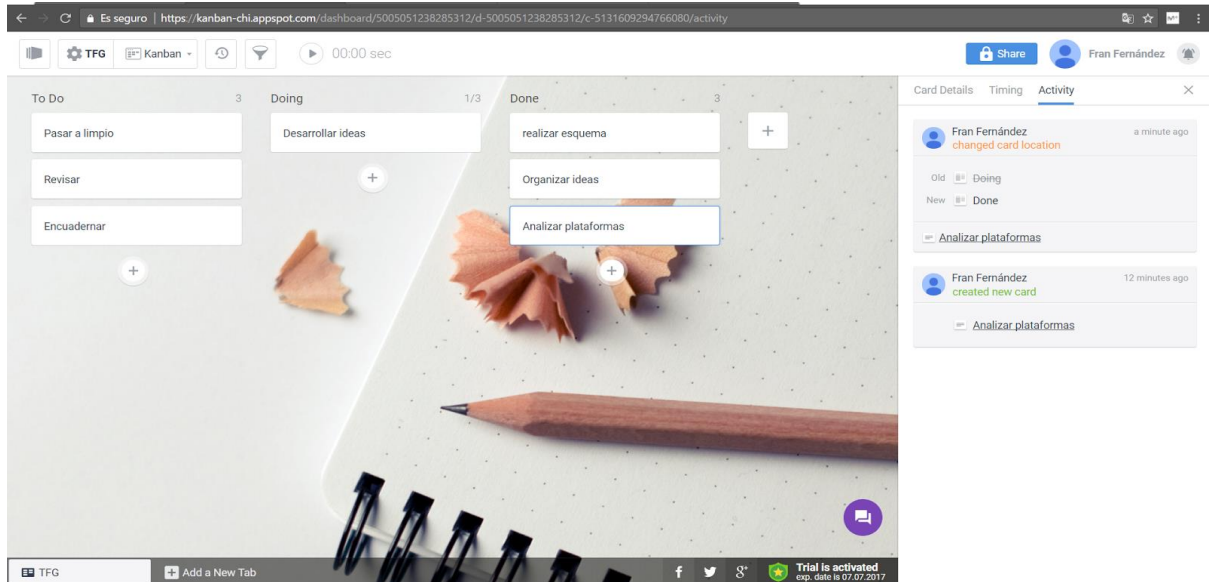 Es seguro | https://kanban-chi.appspot.com/dashboard/5005051238285312/d-5005051238285312/c-5131609294766080/activity
TFG Kanban 00:00 sec Share Fran Fernández
To Do 3 Doing 1/3 Done 3
Pasar a limpio
Revisar
Encuadernar
Desarrollar ideas
realizar esquema
Organizar ideas
Analizar plataformas
Card Details Timing Activity
Fran Fernández a minute ago
changed card location
Old Doing
New Done
Analizar plataformas
Fran Fernández 12 minutes ago
created new card
Analizar plataformas
TFG + Add a New Tab
Trial is activated
exp. date is 07.07.2017